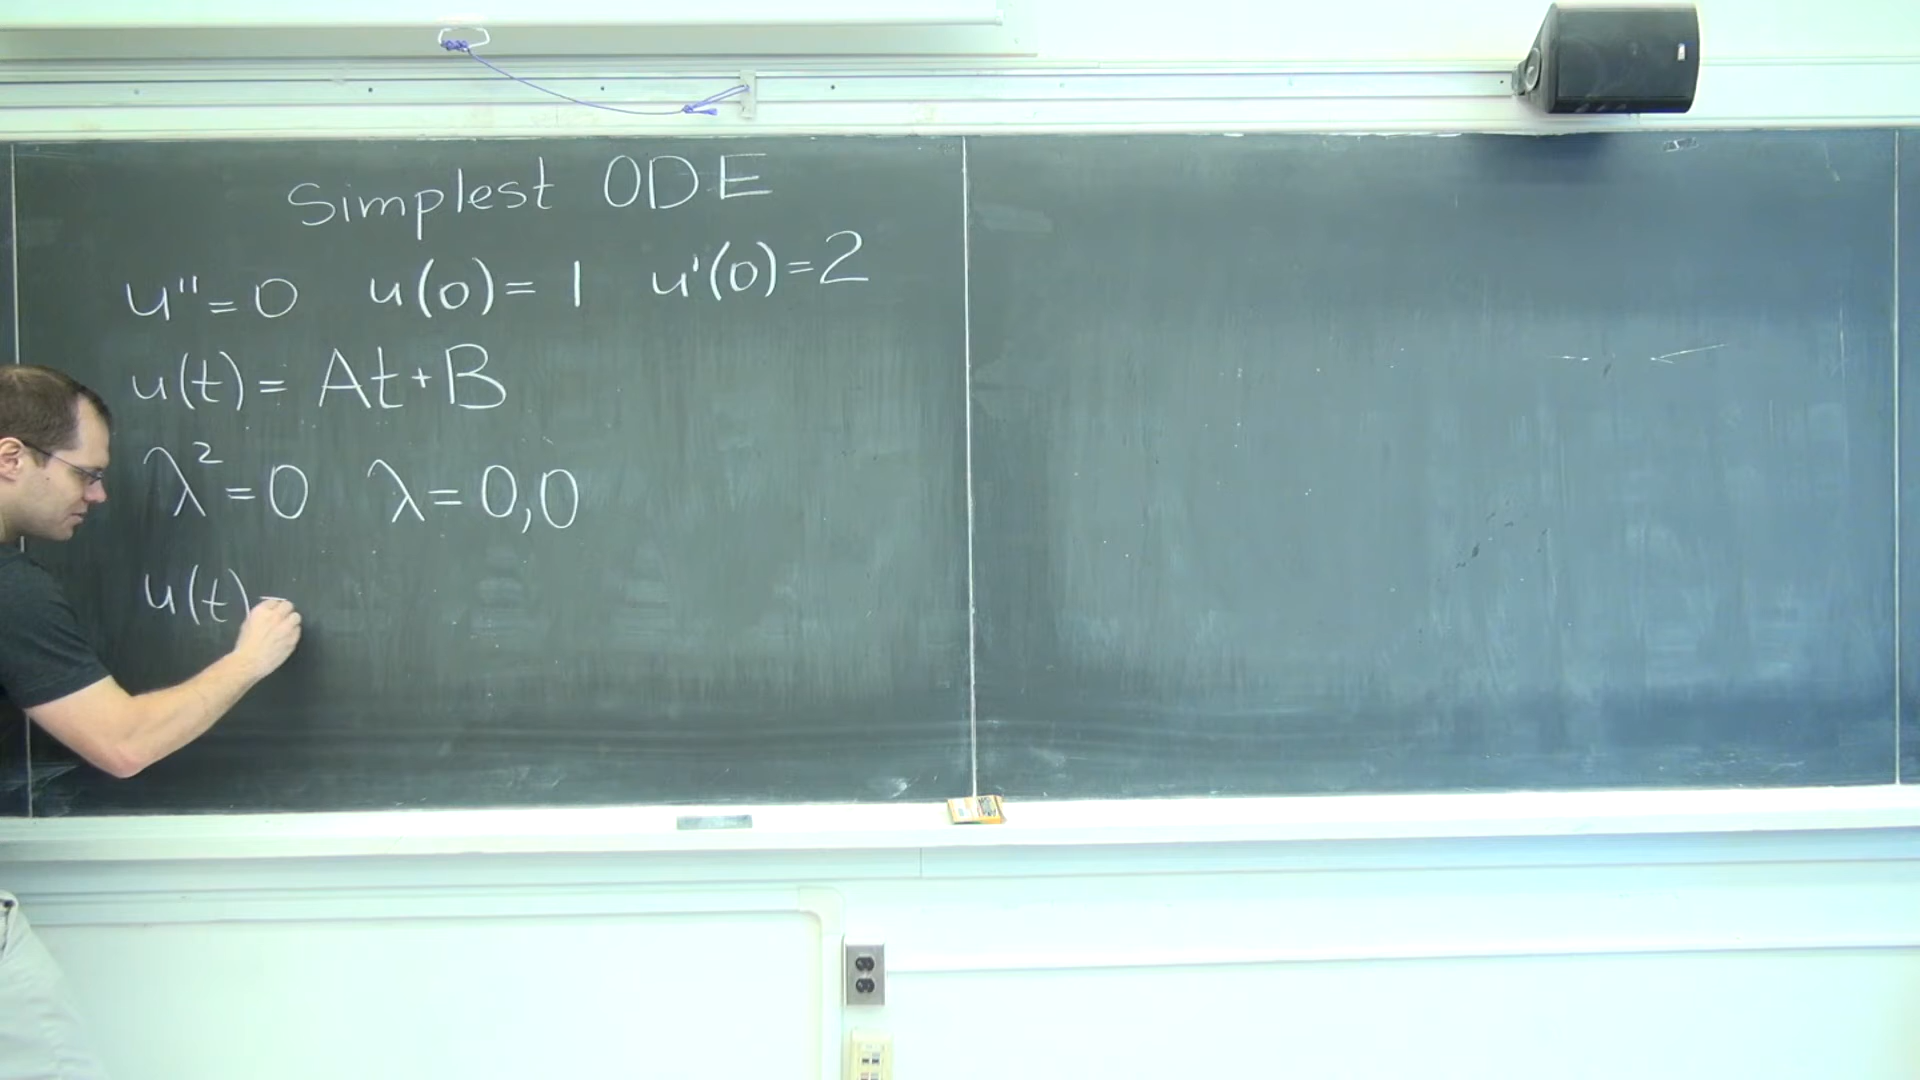 Simplest ODE
u''=0 u(0)=1 u'(0)=2
u(t)=At+B
λ²=0 λ=0,0
u(t)=